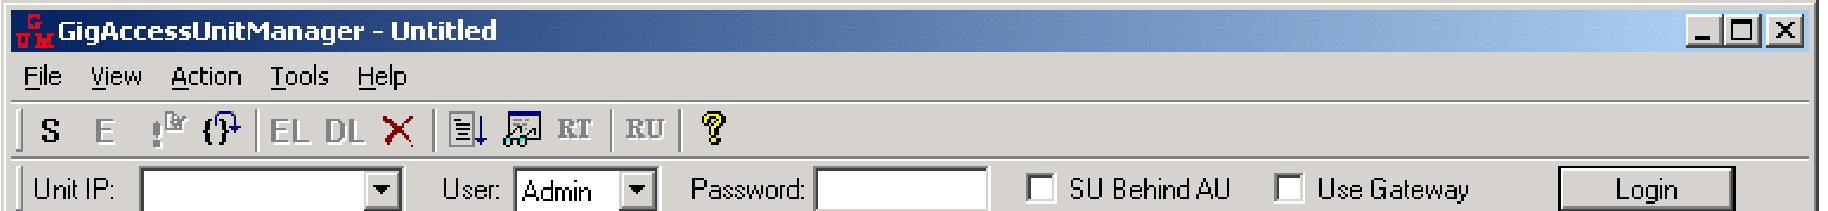 GUM GigAccessUnitManager - Untitled
File View Action Tools Help
S E EL DL RT RU ?
Unit IP: User: Admin Password: SU Behind AU Use Gateway Login